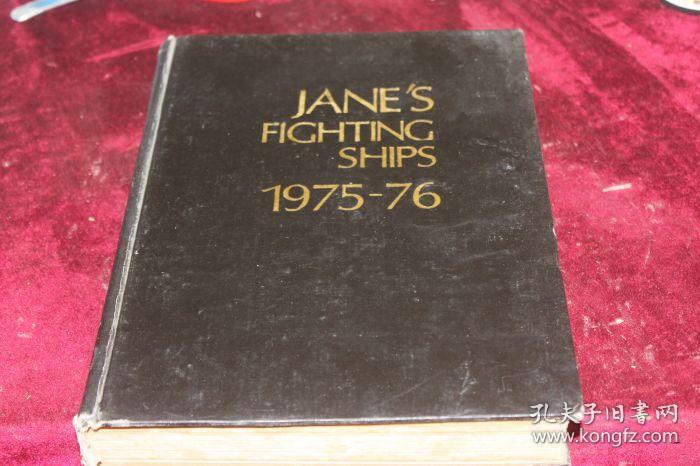 JANE'S
FIGHTING
SHIPS
1975-76
孔夫子旧书网
www.kongfz.com